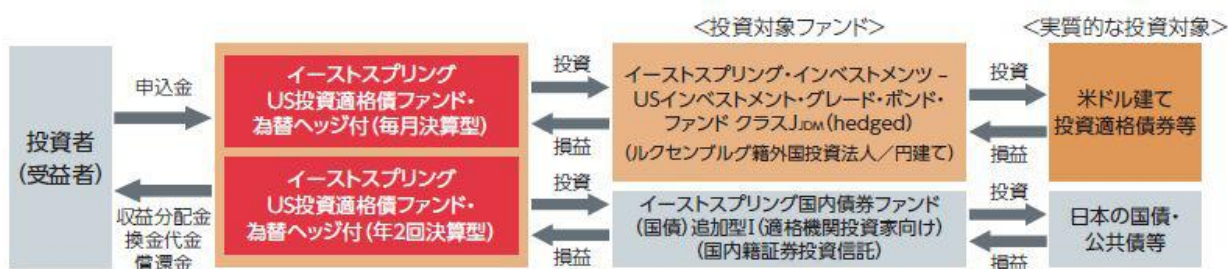 ＜投資対象ファンド＞
＜実質的な投資対象＞
投資者
（受益者）
申込金
収益分配金
換金代金
償還金
イーストスプリング
US投資適格債ファンド・
為替ヘッジ付（毎月決算型）
イーストスプリング
US投資適格債ファンド・
為替ヘッジ付（年2回決算型）
投資
損益
投資
損益
イーストスプリング・インベストメンツ－
USインベストメント・グレード・ボンド・
ファンド クラスJJDM（hedged）
（ルクセンブルグ籍外国投資法人／円建て）
イーストスプリング国内債券ファンド
（国債）追加型I（適格機関投資家向け）
（国内籍証券投資信託）
投資
損益
投資
損益
米ドル建て
投資適格債券等
日本の国債・
公共債等